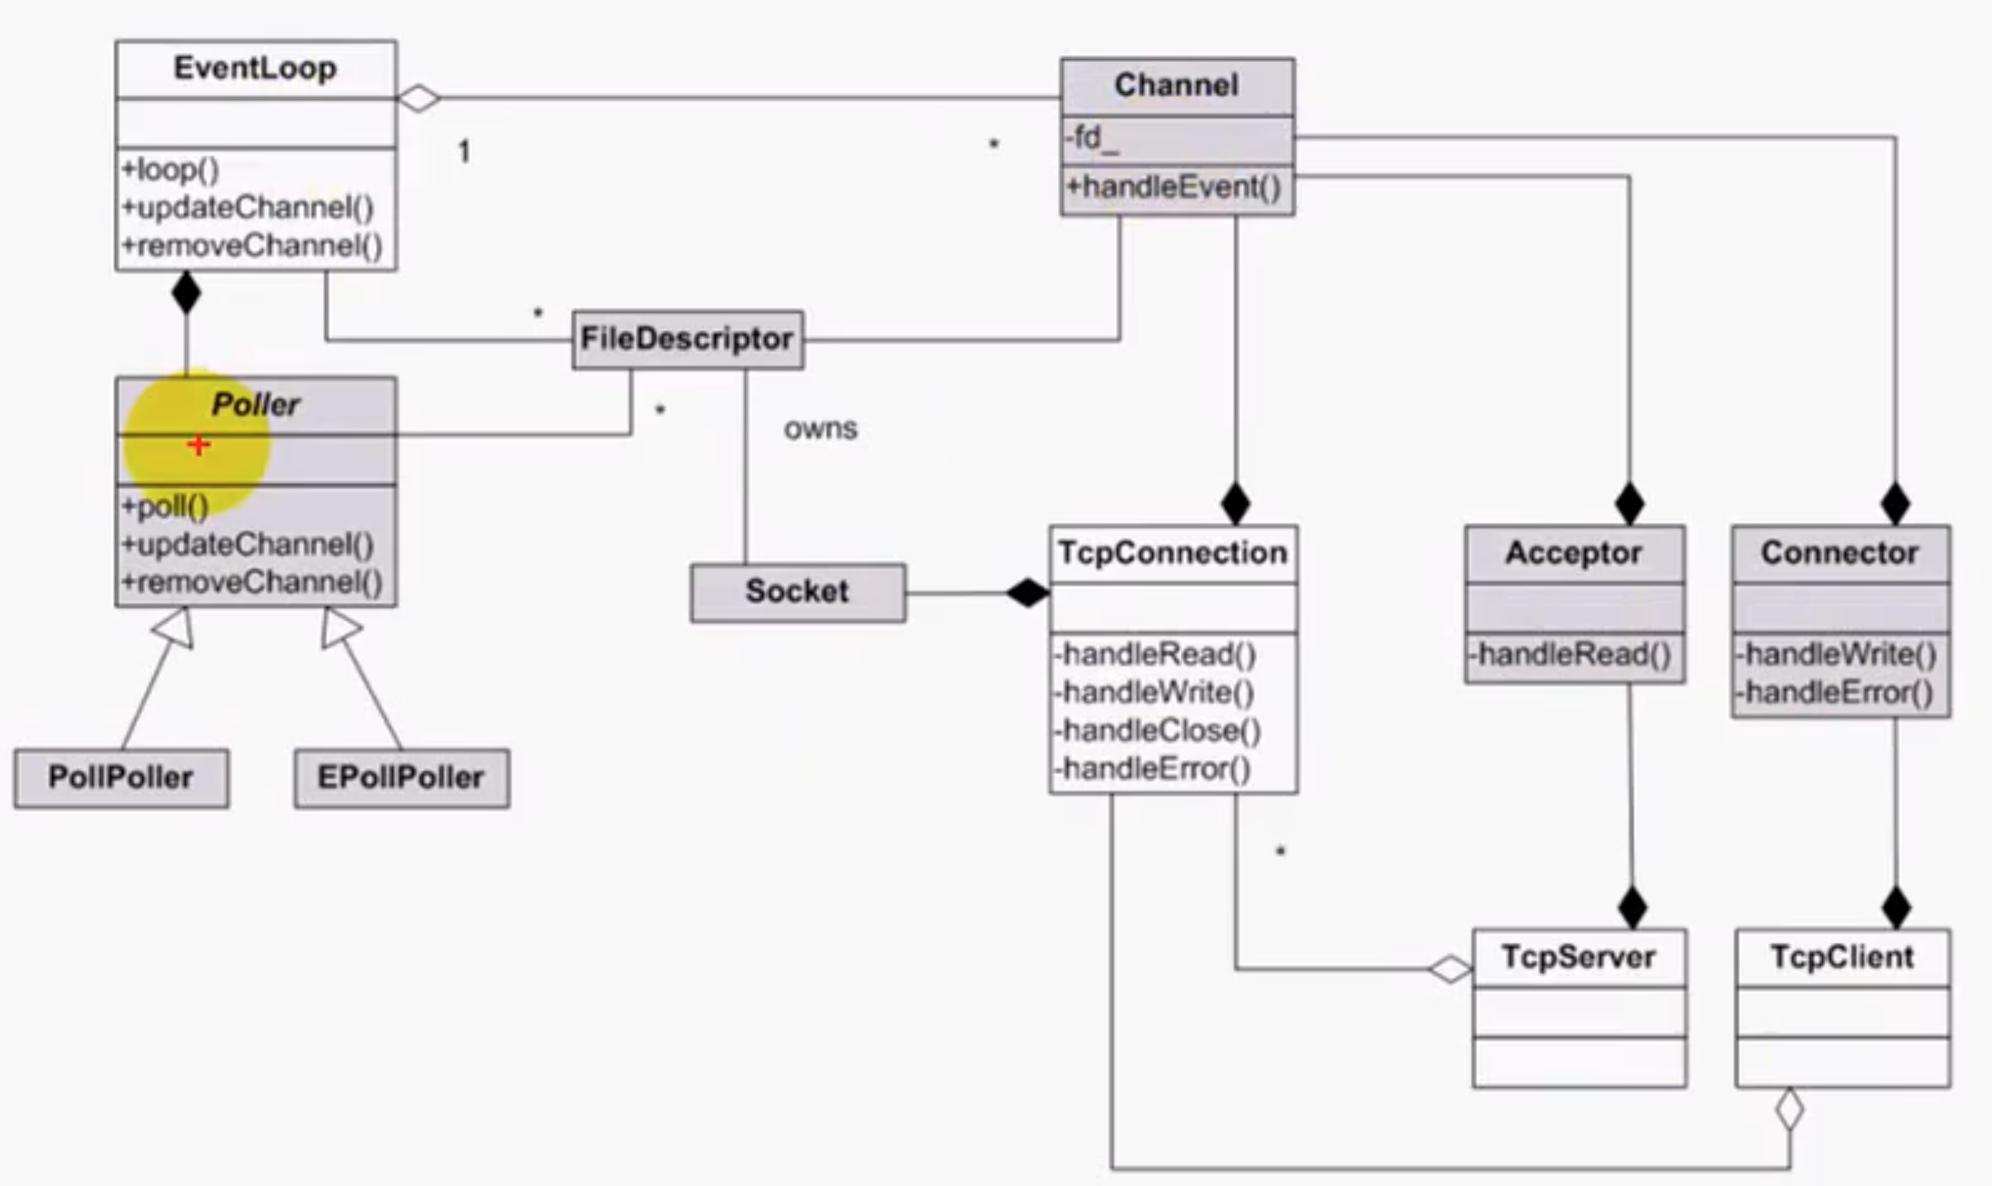 EventLoop
+loop()
+updateChannel()
+removeChannel()
1
*
Channel
-fd_
+handleEvent()
*
FileDescriptor
*
owns
Poller
+poll()
+updateChannel()
+removeChannel()
PollPoller
EPollPoller
Socket
TcpConnection
-handleRead()
-handleWrite()
-handleClose()
-handleError()
Acceptor
-handleRead()
Connector
-handleWrite()
-handleError()
*
TcpServer
TcpClient